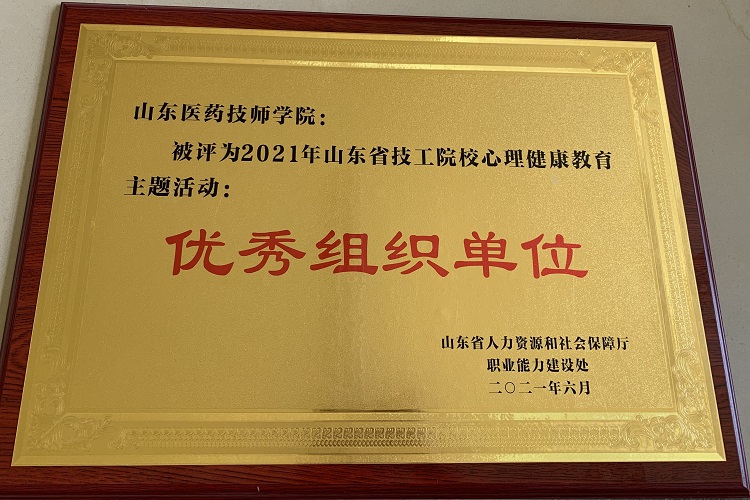 山东医药技师学院：
被评为2021年山东省技工院校心理健康教育
主题活动：
优秀组织单位
山东省人力资源和社会保障厅
职业能力建设处
二〇二一年六月